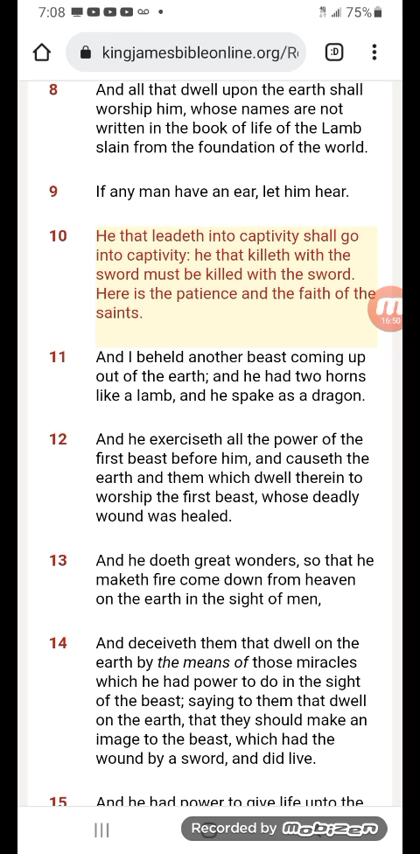 7:08 75%
kingjamesbibleonline.org/R :D
8 And all that dwell upon the earth shall
worship him, whose names are not
written in the book of life of the Lamb
slain from the foundation of the world.
9 If any man have an ear, let him hear.
10 He that leadeth into captivity shall go
into captivity: he that killeth with the
sword must be killed with the sword.
Here is the patience and the faith of the
saints.
16:50
11 And I beheld another beast coming up
out of the earth; and he had two horns
like a lamb, and he spake as a dragon.
12 And he exerciseth all the power of the
first beast before him, and causeth the
earth and them which dwell therein to
worship the first beast, whose deadly
wound was healed.
13 And he doeth great wonders, so that he
maketh fire come down from heaven
on the earth in the sight of men,
14 And deceiveth them that dwell on the
earth by the means of those miracles
which he had power to do in the sight
of the beast; saying to them that dwell
on the earth, that they should make an
image to the beast, which had the
wound by a sword, and did live.
15 And he had power to give life unto the
Recorded by mobizen